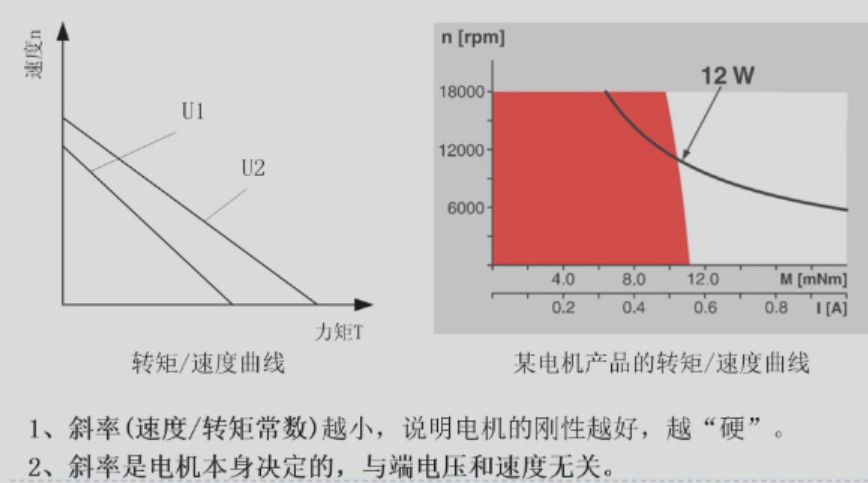 速度n
U1
U2
力矩T
转矩/速度曲线
n [rpm]
12 W
18000
12000
6000
4.0 8.0 12.0 M [mNm]
0.2 0.4 0.6 0.8 I [A]
某电机产品的转矩/速度曲线
1、斜率(速度/转矩常数)越小，说明电机的刚性越好，越“硬”。
2、斜率是电机本身决定的，与端电压和速度无关。